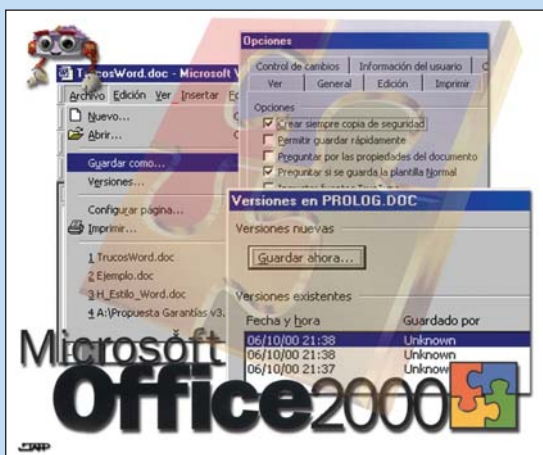 TrucosWord.doc - Microsoft
Archivo Edición Ver Insertar
Nuevo...
Abrir...
Guardar como...
Versiones...
Configurar página...
Imprimir...
1 TrucosWord.doc
2 Ejemplo.doc
3 H_Estilo_Word.doc
4 A:\Propuesta Garantías v3.
Opciones
Control de cambios Información del usuario
Ver General Edición Imprimir
Opciones
Crear siempre copia de seguridad
Permitir guardar rápidamente
Preguntar por las propiedades del documento
Preguntar si se guarda la plantilla Normal
Versiones en PROLOG.DOC
Versiones nuevas
Guardar ahora...
Versiones existentes
Fecha y hora Guardado por
06/10/00 21:38 Unknown
06/10/00 21:38 Unknown
06/10/00 21:37 Unknown
Microsoft
Office2000